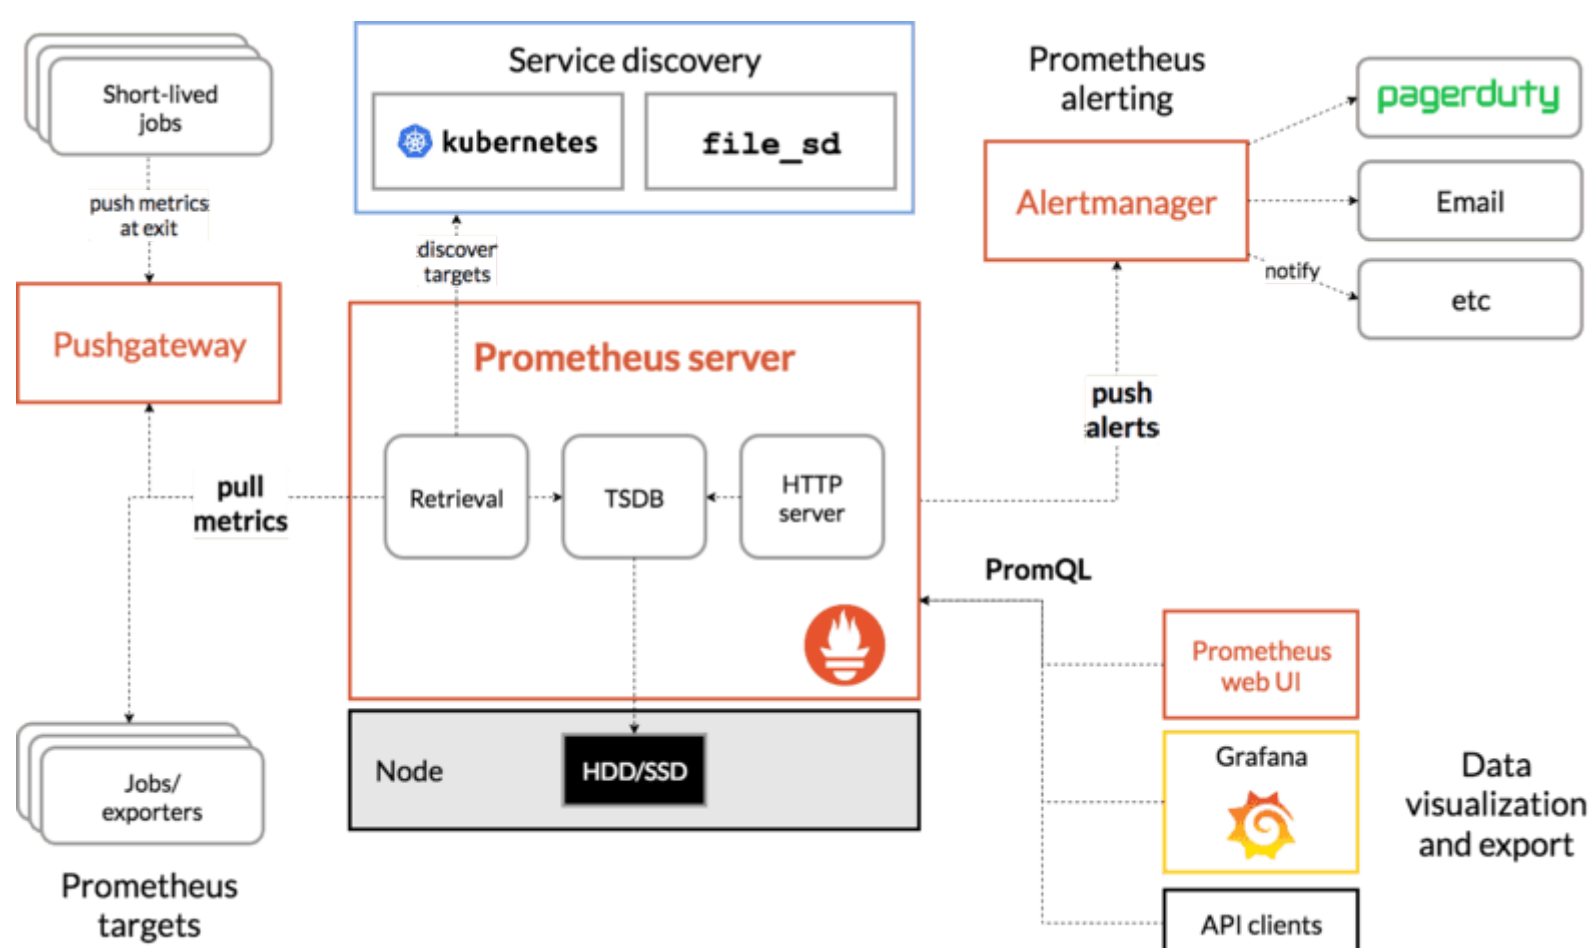 Short-lived
jobs
push metrics
at exit
Pushgateway
pull
metrics
Jobs/
exporters
Prometheus
targets
Service discovery
kubernetes
file_sd
discover
targets
Prometheus server
Retrieval
TSDB
HTTP
server
Node
HDD/SSD
Prometheus
alerting
Alertmanager
pagerduty
Email
notify
etc
push
alerts
PromQL
Prometheus
web UI
Grafana
API clients
Data
visualization
and export